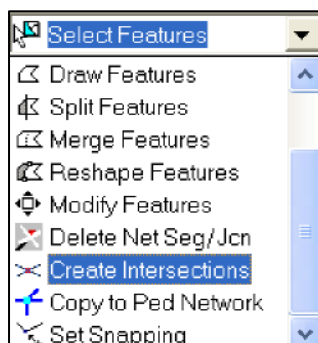 Select Features
Draw Features
Split Features
Merge Features
Reshape Features
Modify Features
Delete Net Seg/Jcn
Create Intersections
Copy to Ped Network
Set Snapping